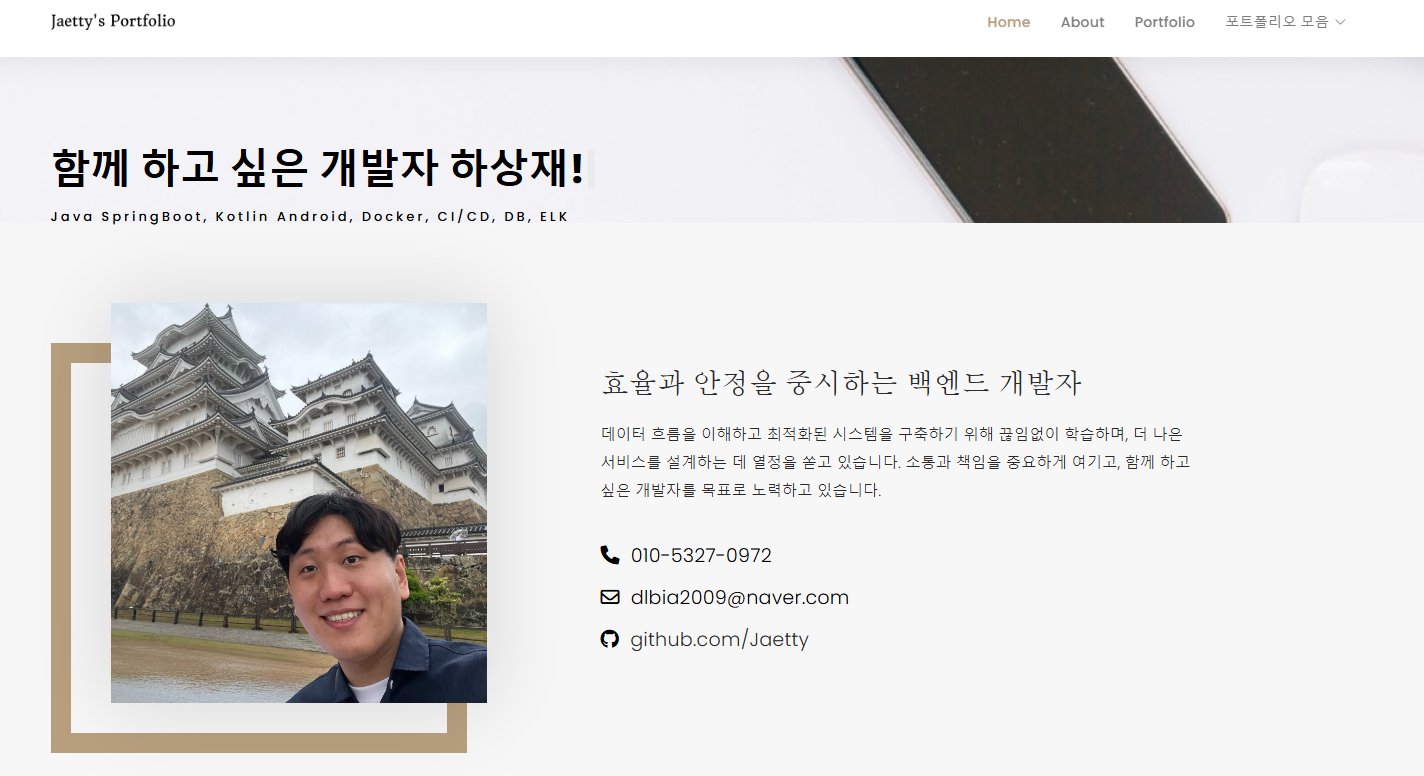 Jaetty's Portfolio
Home About Portfolio 포트폴리오 모음
함께 하고 싶은 개발자 하상재!
Java SpringBoot, Kotlin Android, Docker, CI/CD, DB, ELK
효율과 안정을 중시하는 백엔드 개발자
데이터 흐름을 이해하고 최적화된 시스템을 구축하기 위해 끊임없이 학습하며, 더 나은
서비스를 설계하는 데 열정을 쏟고 있습니다. 소통과 책임을 중요하게 여기고, 함께 하고
싶은 개발자를 목표로 노력하고 있습니다.
010-5327-0972
dlbia2009@naver.com
github.com/Jaetty